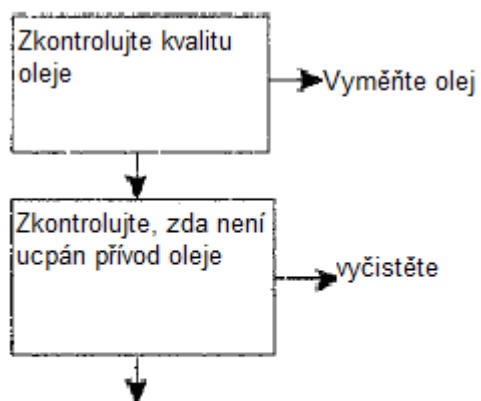 Zkontrolujte kvalitu
oleje
Vyměňte olej
Zkontrolujte, zda není
ucpán přívod oleje
vyčistěte